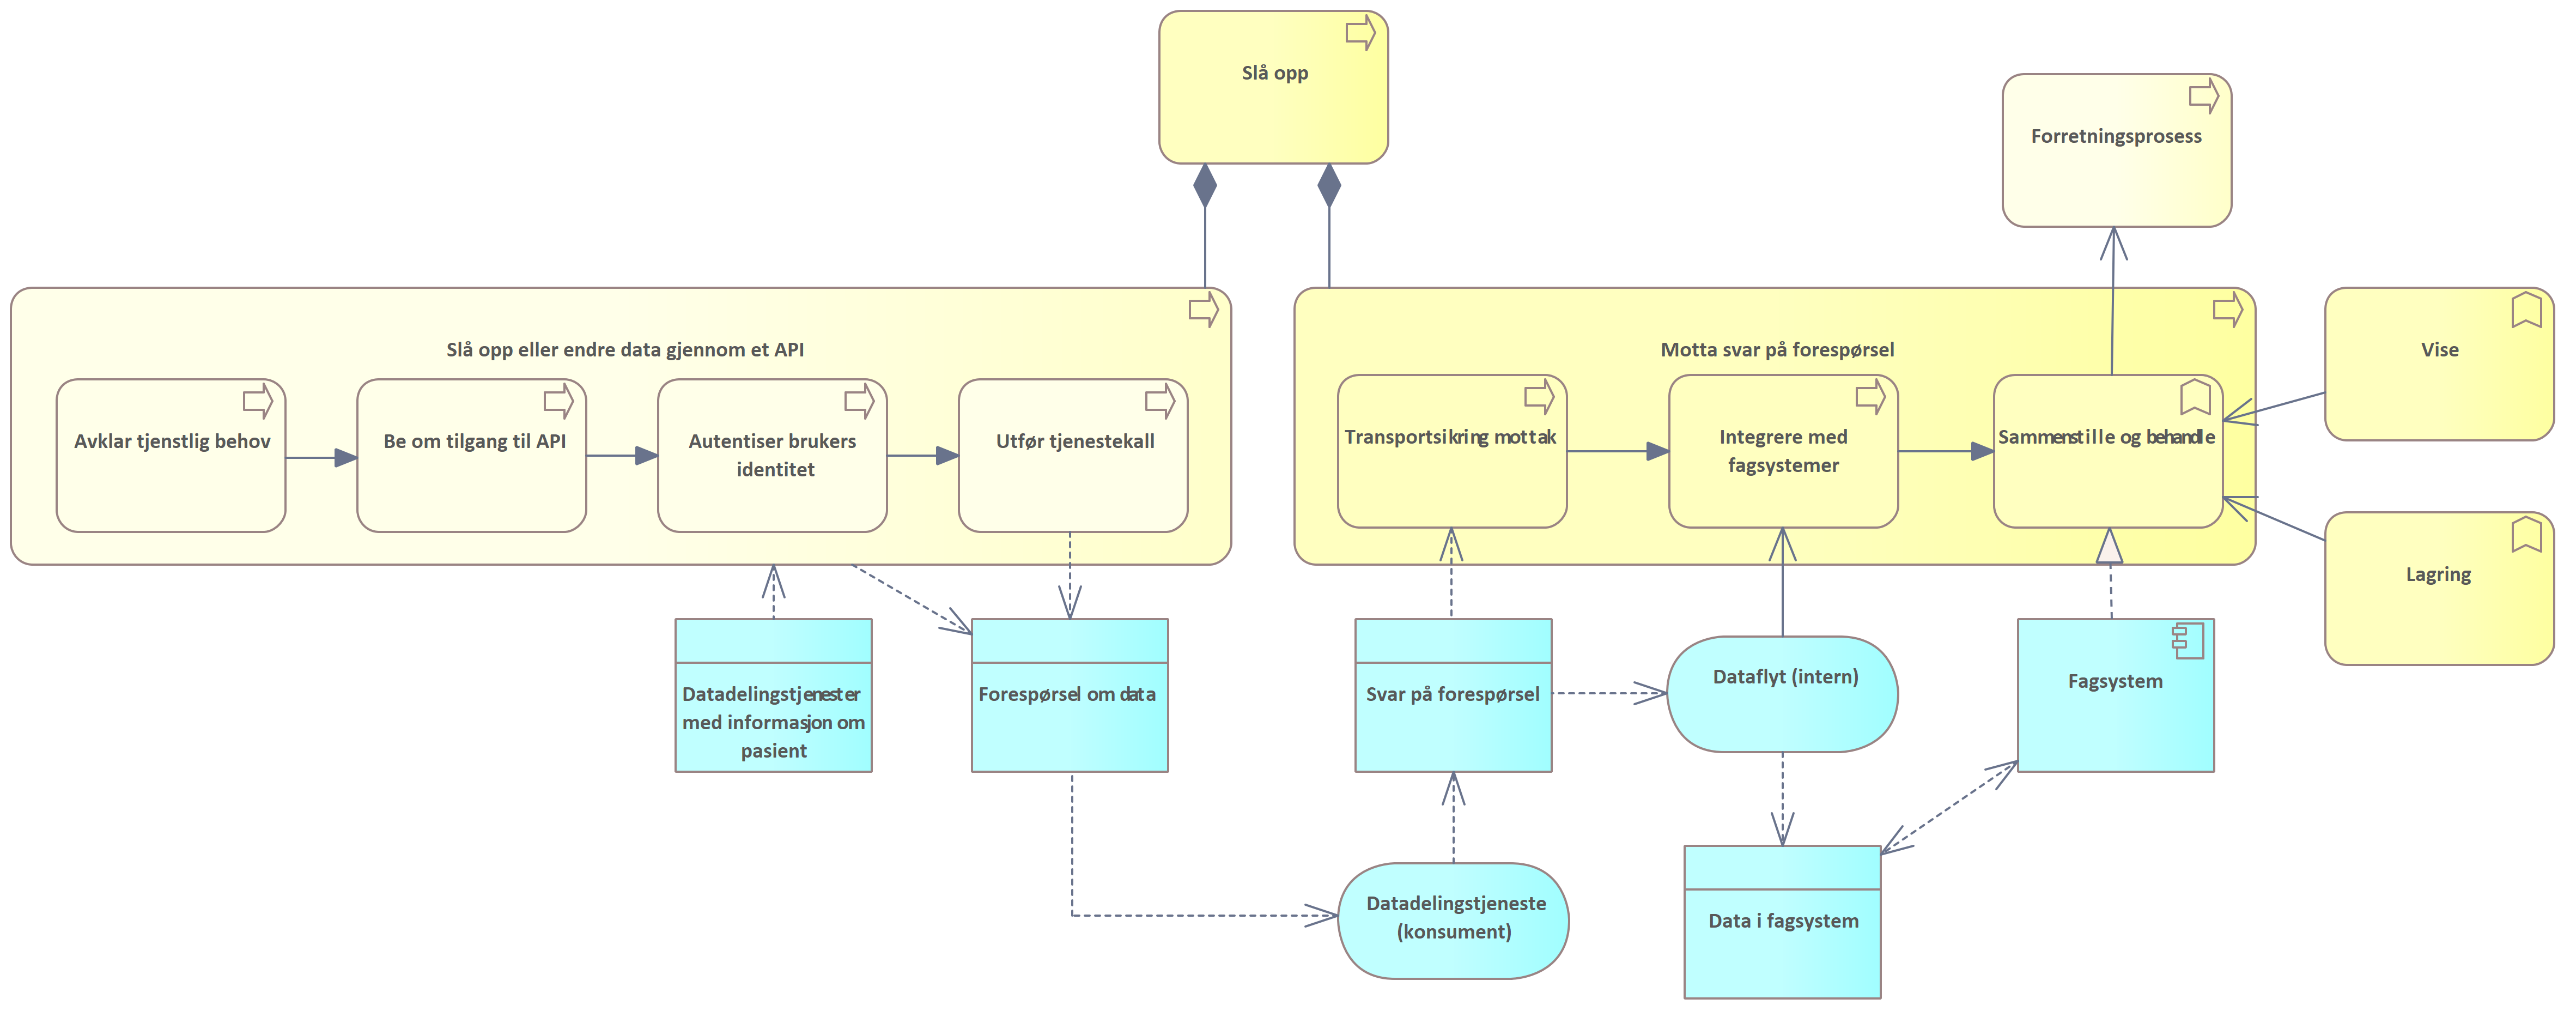 Slå opp
Forretningsprosess
Slå opp eller endre data gjennom et API
Avklar tjenstlig behov
Be om tilgang til API
Autentiser brukers
identitet
Utfør tjenestekall
Motta svar på forespørsel
Transportsikring mottak
Integrere med
fagsystemer
Sammenstille og behandle
Vise
Lagring
Datadelingstjenester
med informasjon om
pasient
Forespørsel om data
Svar på forespørsel
Dataflyt (intern)
Fagsystem
Datadelingstjeneste
(konsument)
Data i fagsystem